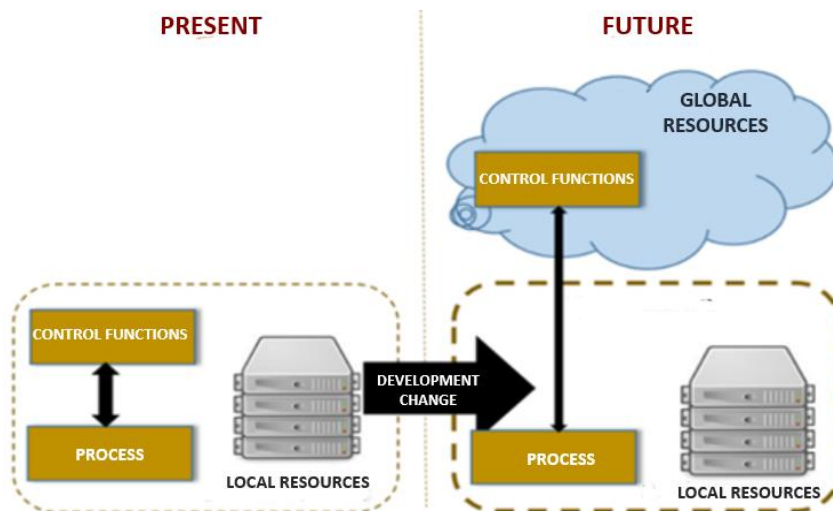 PRESENT
FUTURE
GLOBAL
RESOURCES
CONTROL FUNCTIONS
CONTROL FUNCTIONS
DEVELOPMENT
CHANGE
PROCESS
PROCESS
LOCAL RESOURCES
LOCAL RESOURCES